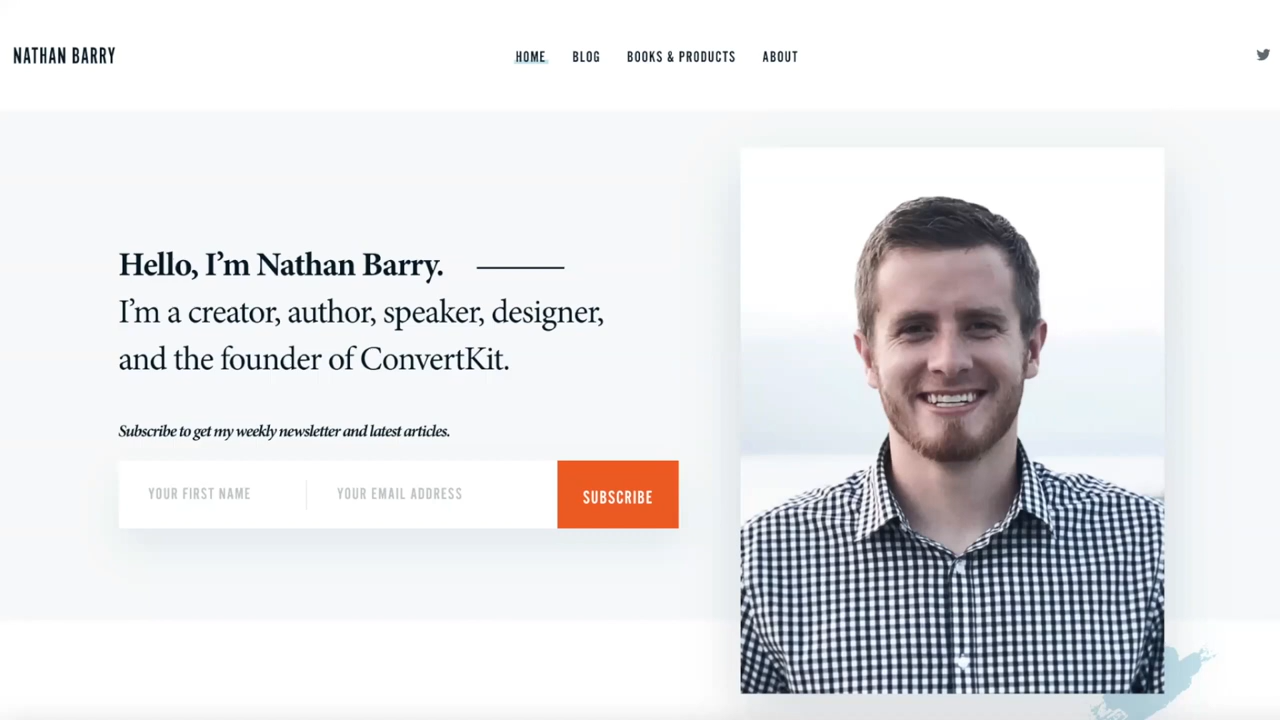 NATHAN BARRY
HOME BLOG BOOKS & PRODUCTS ABOUT
Hello, I’m Nathan Barry.
I’m a creator, author, speaker, designer,
and the founder of ConvertKit.
Subscribe to get my weekly newsletter and latest articles.
YOUR FIRST NAME YOUR EMAIL ADDRESS SUBSCRIBE